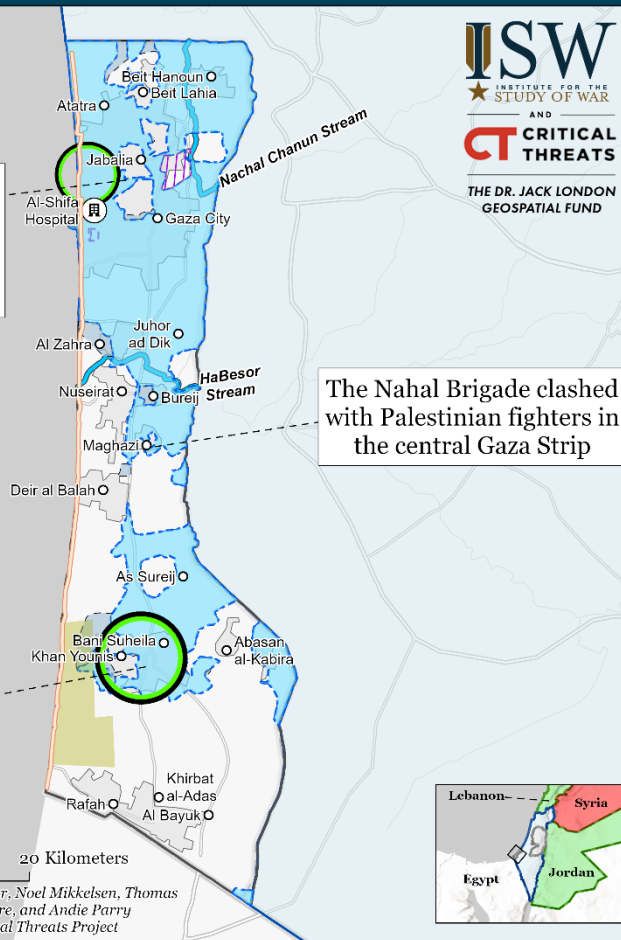 ISW
INSTITUTE FOR THE
STUDY OF WAR
AND
CT CRITICAL
THREATS
THE DR. JACK LONDON
GEOSPATIAL FUND
Beit Hanoun
Beit Lahia
Atatra
Jabalia
Nachal Chanun Stream
Al-Shifa
Hospital
Gaza City
Juhor
ad Dik
Al Zahra
HaBesor
Stream
Nuseirat
Bureij
The Nahal Brigade clashed
with Palestinian fighters in
the central Gaza Strip
Maghazi
Deir al Balah
As Sureij
Bani Suheila
Khan Younis
Abasan
al-Kabira
Khirbat
al-Adas
Rafah
Al Bayuk
Lebanon
Syria
Egypt
Jordan
20 Kilometers
r, Noel Mikkelsen, Thomas
re, and Andie Parry
al Threats Project